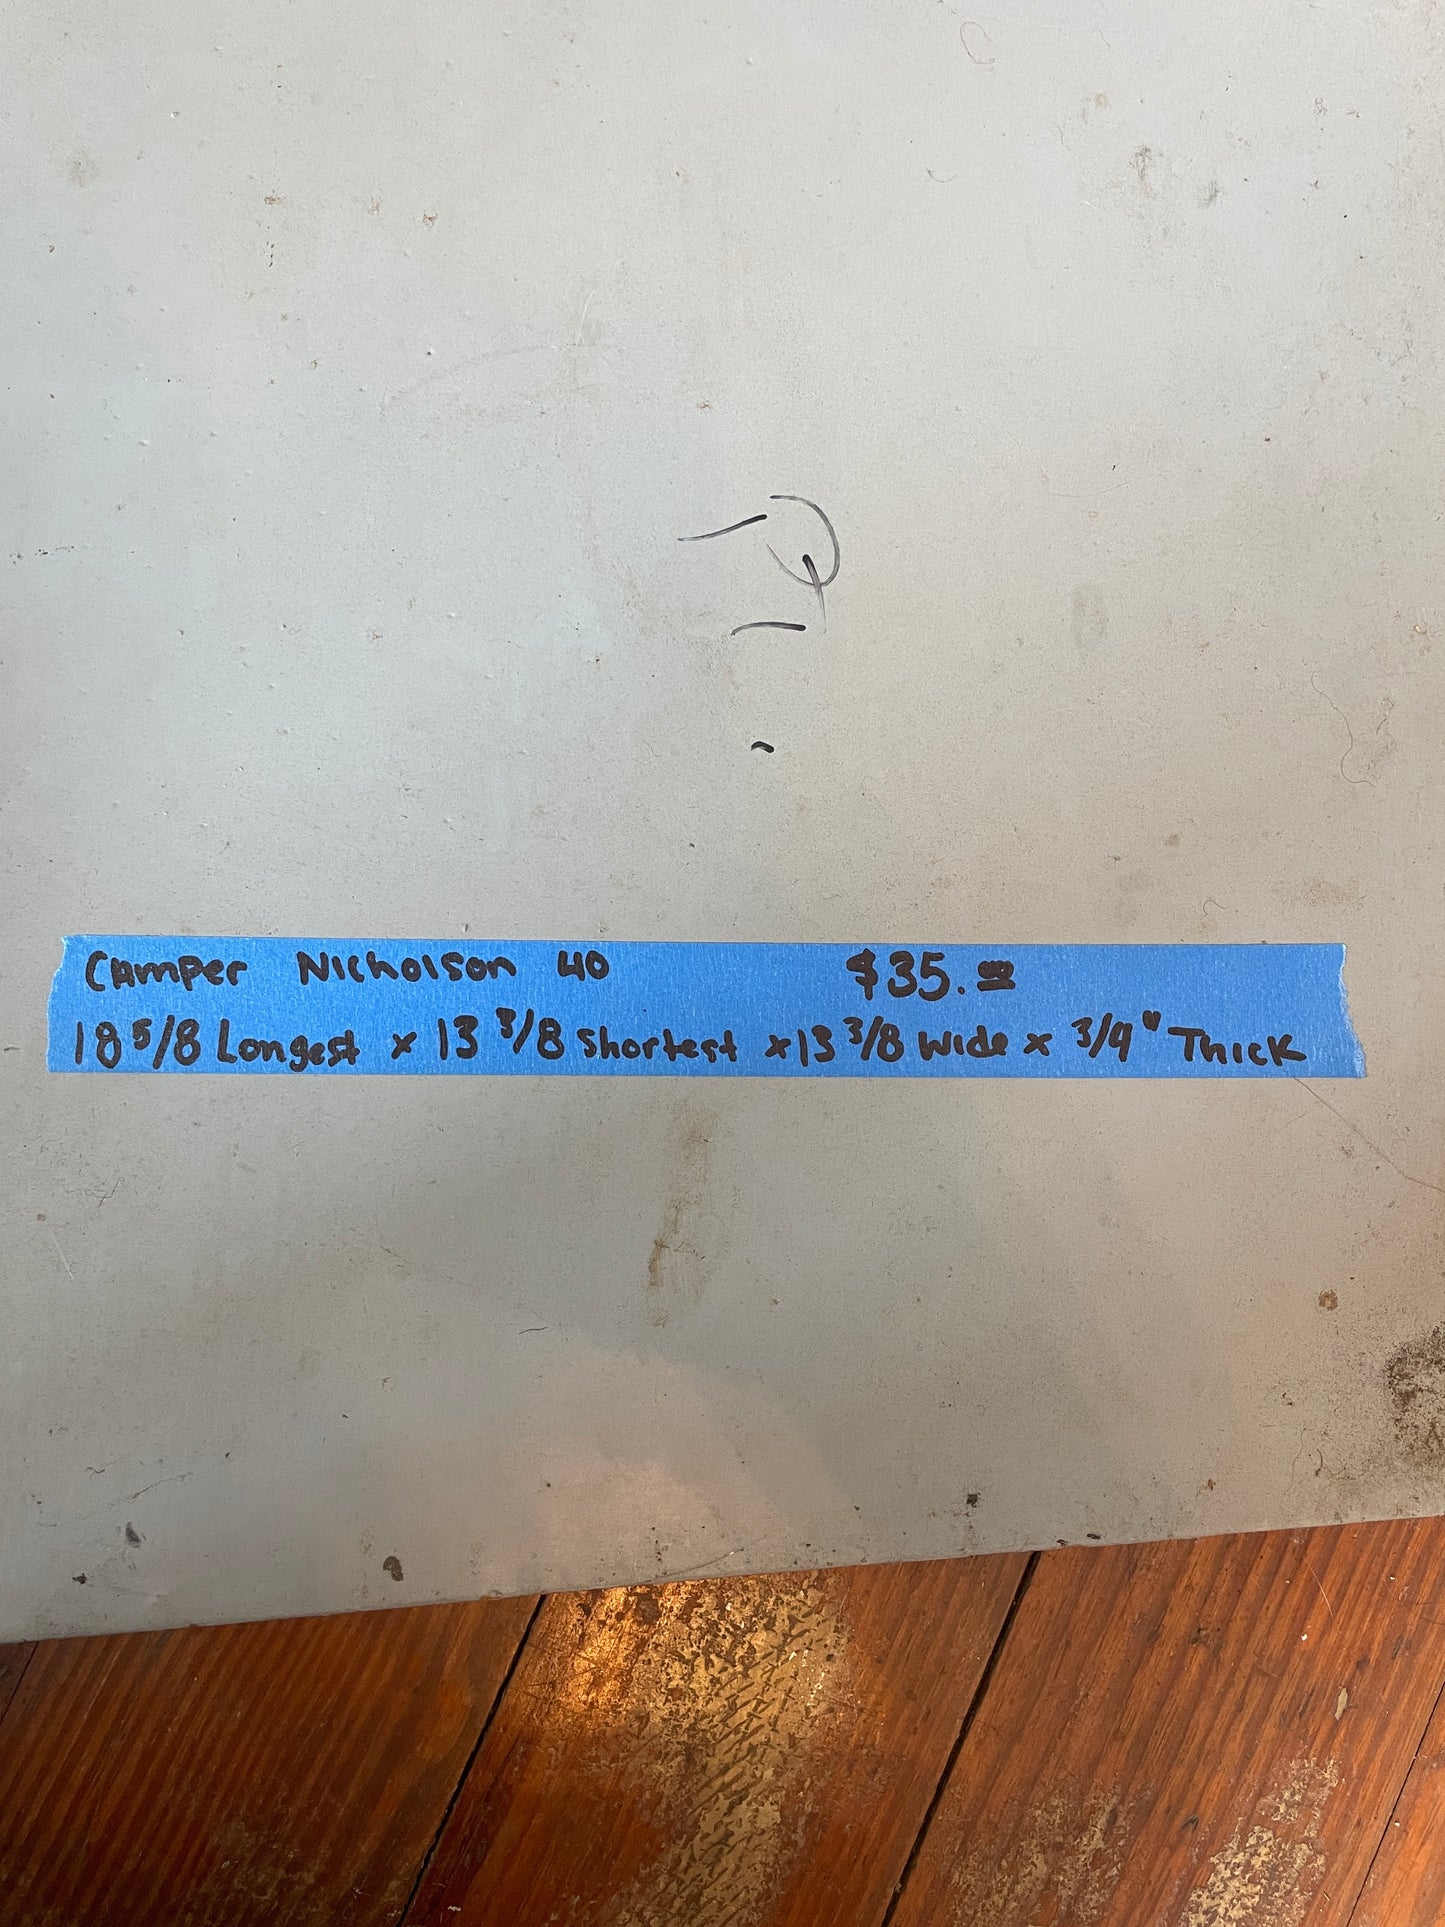 Camper Nicholson 40 $35.00
18 5/8 Longest x 13 3/8 Shortest x 13 3/8 Wide x 3/4" Thick